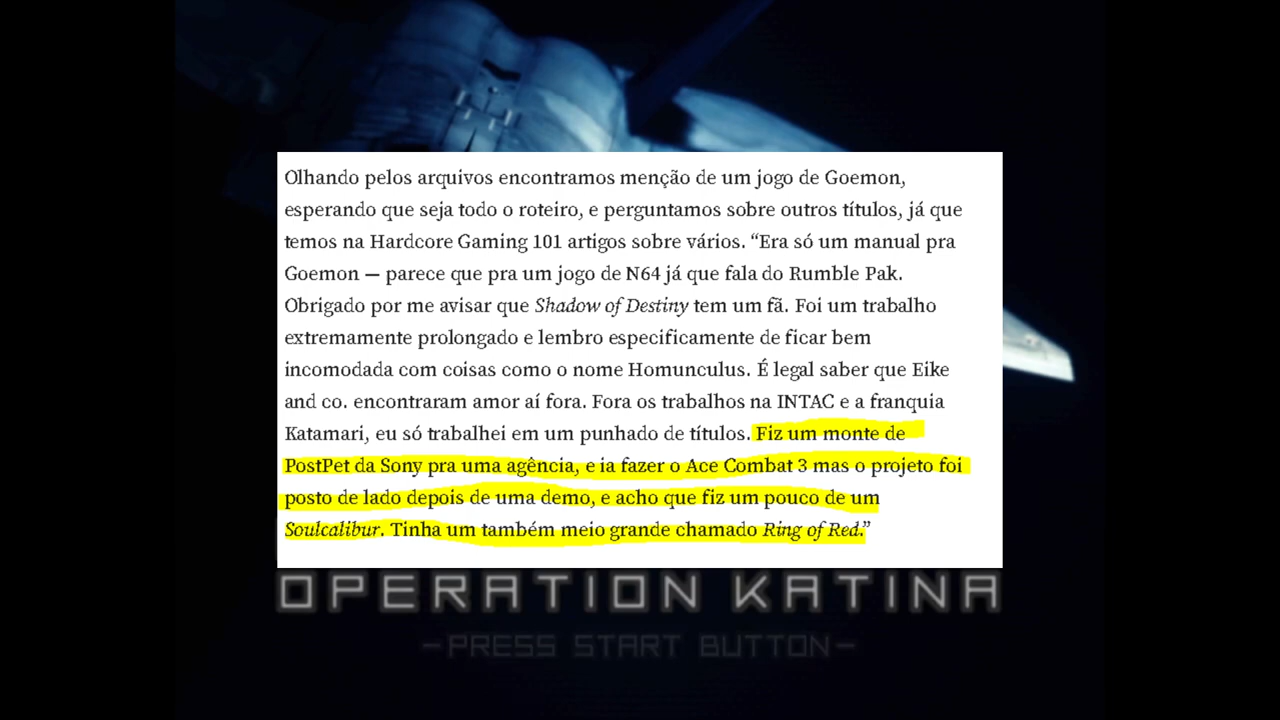 Olhando pelos arquivos encontramos menção de um jogo de Goemon,
esperando que seja todo o roteiro, e perguntamos sobre outros títulos, já que
temos na Hardcore Gaming 101 artigos sobre vários. “Era só um manual pra
Goemon — parece que pra um jogo de N64 já que fala do Rumble Pak.
Obrigado por me avisar que Shadow of Destiny tem um fã. Foi um trabalho
extremamente prolongado e lembro especificamente de ficar bem
incomodada com coisas como o nome Homunculus. É legal saber que Eike
and co. encontraram amor aí fora. Fora os trabalhos na INTAC e a franquia
Katamari, eu só trabalhei em um punhado de títulos. Fiz um monte de
PostPet da Sony pra uma agência, e ia fazer o Ace Combat 3 mas o projeto foi
posto de lado depois de uma demo, e acho que fiz um pouco de um
Soulcalibur. Tinha um também meio grande chamado Ring of Red.”
OPERATION KATINA
-PRESS START BUTTON-